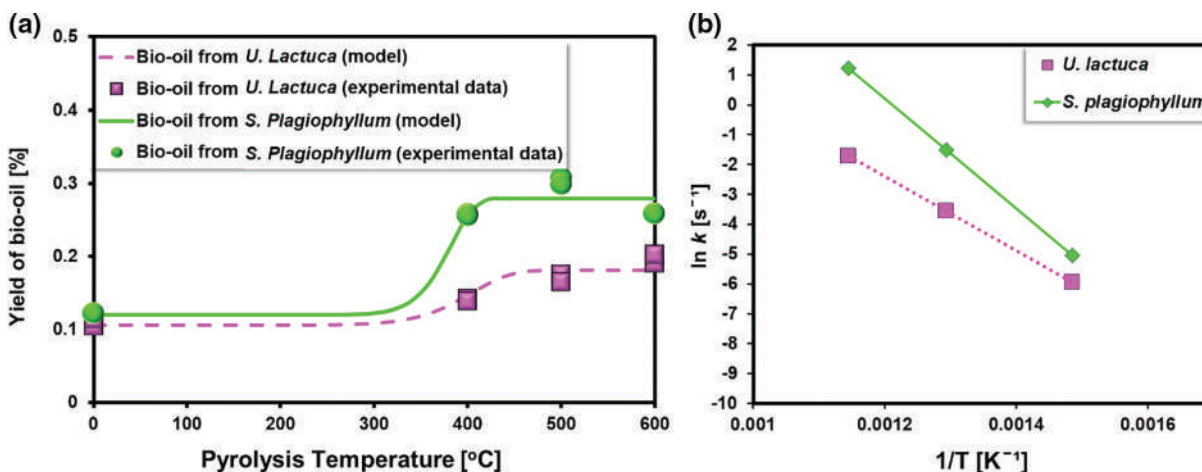 (a)
0.5
0.4
0.3
0.2
0.1
0
Yield of bio-oil [%]
Bio-oil from U. Lactuca (model)
Bio-oil from U. Lactuca (experimental data)
Bio-oil from S. Plagiophyllum (model)
Bio-oil from S. Plagiophyllum (experimental data)
0 100 200 300 400 500 600
Pyrolysis Temperature [°C]
(b)
2
1
0
-1
-2
-3
-4
-5
-6
-7
-8
-9
-10
ln k [s⁻¹]
U. lactuca
S. plagiophyllum
0.001 0.0012 0.0014 0.0016
1/T [K⁻¹]